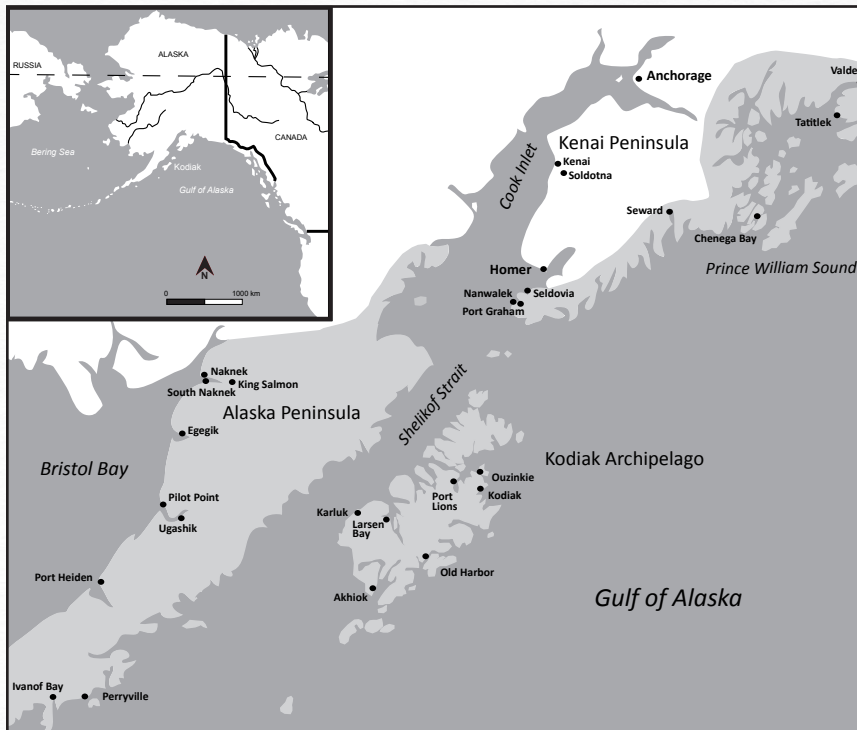 ALASKA
RUSSIA
CANADA
Bering Sea
Kodiak
Gulf of Alaska
N
0
1000 km
Anchorage
Valde
Tatitlek
Kenai Peninsula
Cook Inlet
Kenai
Soldotna
Seward
Chenega Bay
Homer
Prince William Sound
Nanwalek
Seldovia
Port Graham
Naknek
South Naknek
King Salmon
Alaska Peninsula
Shelikof Strait
Egegik
Bristol Bay
Kodiak Archipelago
Ouzinkie
Port
Lions
Kodiak
Pilot Point
Ugashik
Karluk
Larsen
Bay
Old Harbor
Port Heiden
Akhiok
Gulf of Alaska
Ivanof Bay
Perryville